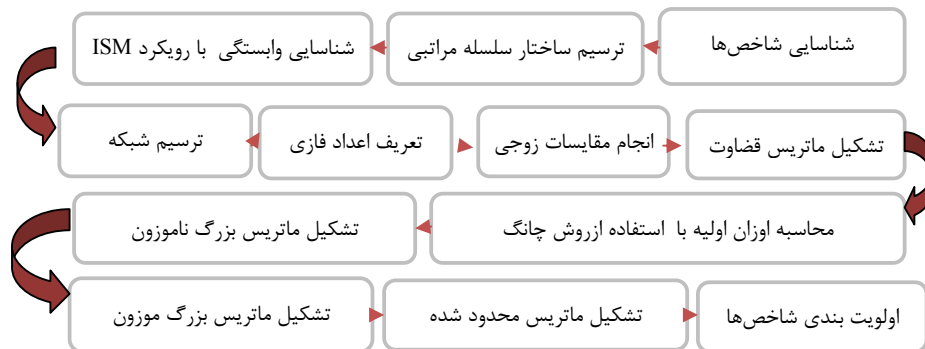 شناسایی شاخص‌ها
ترسیم ساختار سلسله مراتبی
شناسایی وابستگی با رویکرد ISM
ترسیم شبکه
تعریف اعداد فازی
انجام مقایسات زوجی
تشکیل ماتریس قضاوت
محاسبه اوزان اولیه با استفاده ازروش چانگ
تشکیل ماتریس بزرگ ناموزون
تشکیل ماتریس بزرگ موزون
تشکیل ماتریس محدود شده
اولویت بندی شاخص‌ها